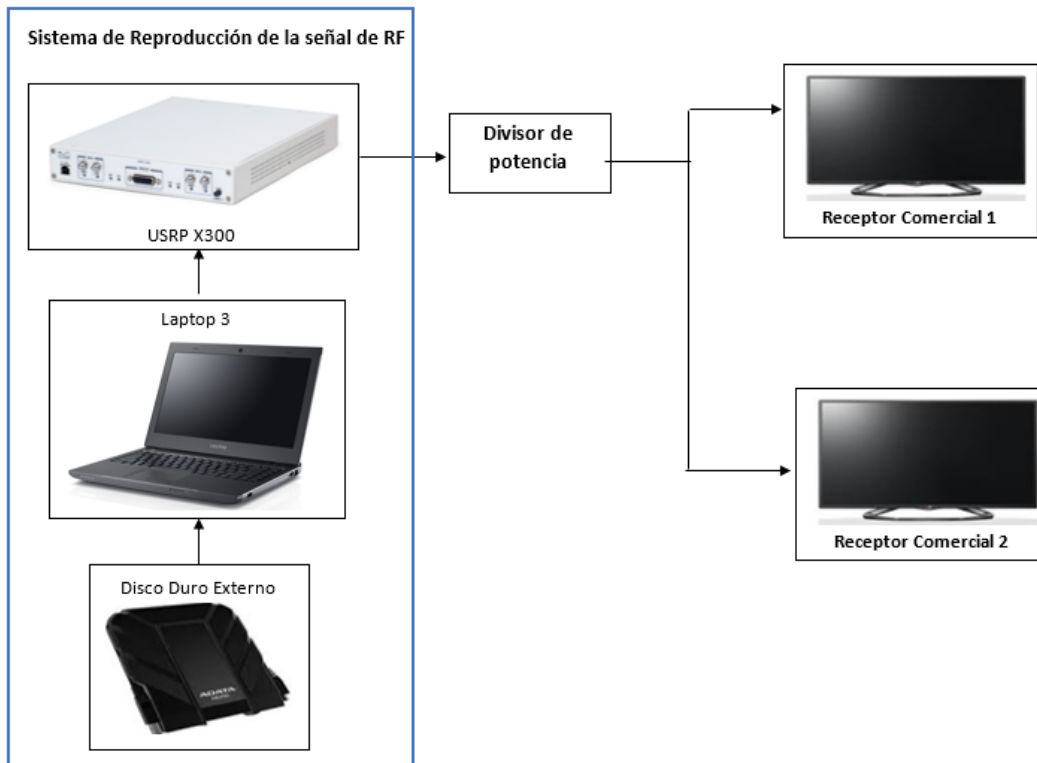 Sistema de Reproducción de la señal de RF
USRP X300
Laptop 3
Disco Duro Externo
ADATA
Divisor de
potencia
Receptor Comercial 1
Receptor Comercial 2